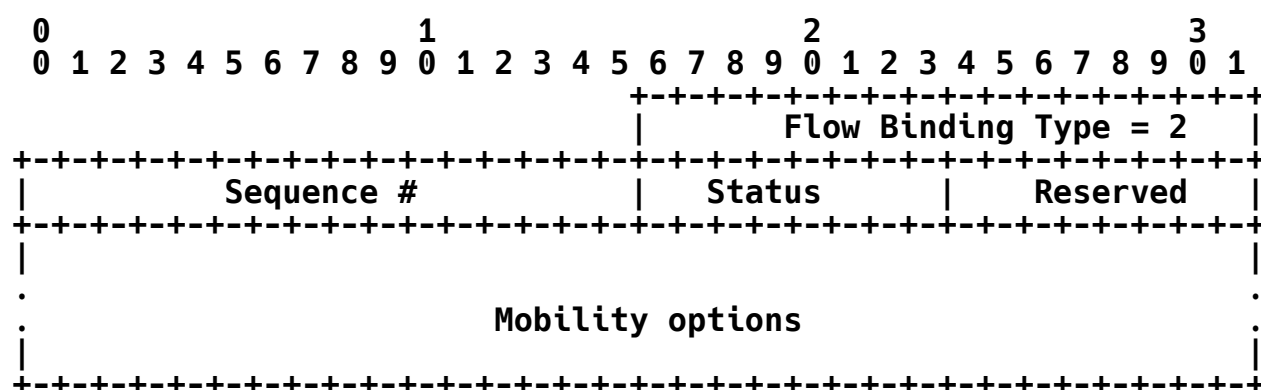 0                   1                   2                   3
 0 1 2 3 4 5 6 7 8 9 0 1 2 3 4 5 6 7 8 9 0 1 2 3 4 5 6 7 8 9 0 1
                                +-+-+-+-+-+-+-+-+-+-+-+-+-+-+-+-+
                                |       Flow Binding Type = 2   |
+-+-+-+-+-+-+-+-+-+-+-+-+-+-+-+-+-+-+-+-+-+-+-+-+-+-+-+-+-+-+-+-+
|          Sequence #           |   Status      |    Reserved   |
+-+-+-+-+-+-+-+-+-+-+-+-+-+-+-+-+-+-+-+-+-+-+-+-+-+-+-+-+-+-+-+-+
|                                                               |
.                                                               .
.                        Mobility options                       .
|                                                               |
+-+-+-+-+-+-+-+-+-+-+-+-+-+-+-+-+-+-+-+-+-+-+-+-+-+-+-+-+-+-+-+-+